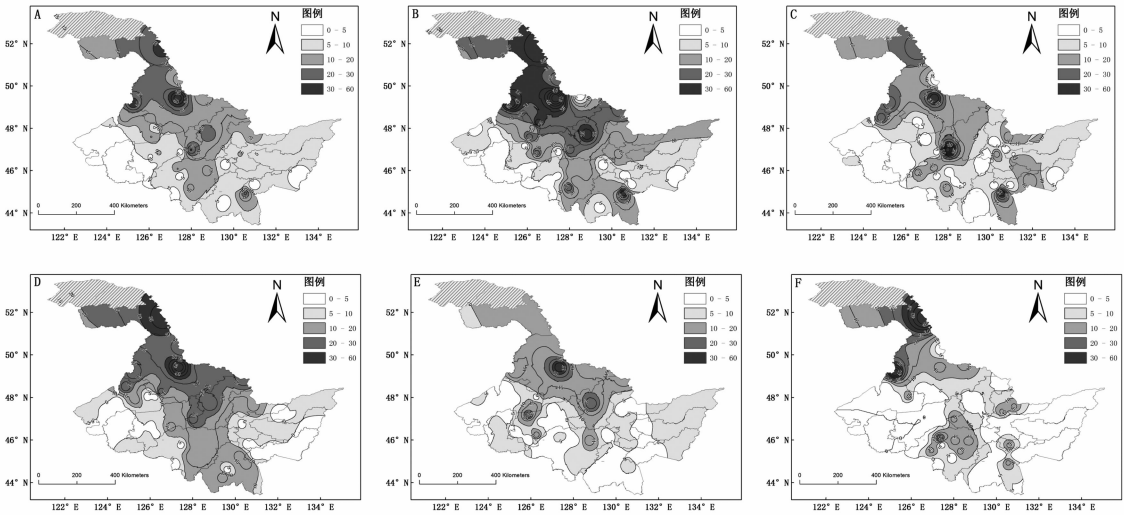 A
N
图例
0 - 5
5 - 10
10 - 20
20 - 30
30 - 60
52° N
50° N
48° N
46° N
44° N
0 200 400 Kilometers
122° E 124° E 126° E 128° E 130° E 132° E 134° E
B
N
图例
0 - 5
5 - 10
10 - 20
20 - 30
30 - 60
52° N
50° N
48° N
46° N
44° N
0 200 400 Kilometers
122° E 124° E 126° E 128° E 130° E 132° E 134° E
C
N
图例
0 - 5
5 - 10
10 - 20
20 - 30
30 - 60
52° N
50° N
48° N
46° N
44° N
0 200 400 Kilometers
122° E 124° E 126° E 128° E 130° E 132° E 134° E
D
N
图例
0 - 5
5 - 10
10 - 20
20 - 30
30 - 60
52° N
50° N
48° N
46° N
44° N
0 200 400 Kilometers
122° E 124° E 126° E 128° E 130° E 132° E 134° E
E
N
图例
0 - 5
5 - 10
10 - 20
20 - 30
30 - 60
52° N
50° N
48° N
46° N
44° N
0 200 400 Kilometers
122° E 124° E 126° E 128° E 130° E 132° E 134° E
F
N
图例
0 - 5
5 - 10
10 - 20
20 - 30
30 - 60
52° N
50° N
48° N
46° N
44° N
0 200 400 Kilometers
122° E 124° E 126° E 128° E 130° E 132° E 134° E